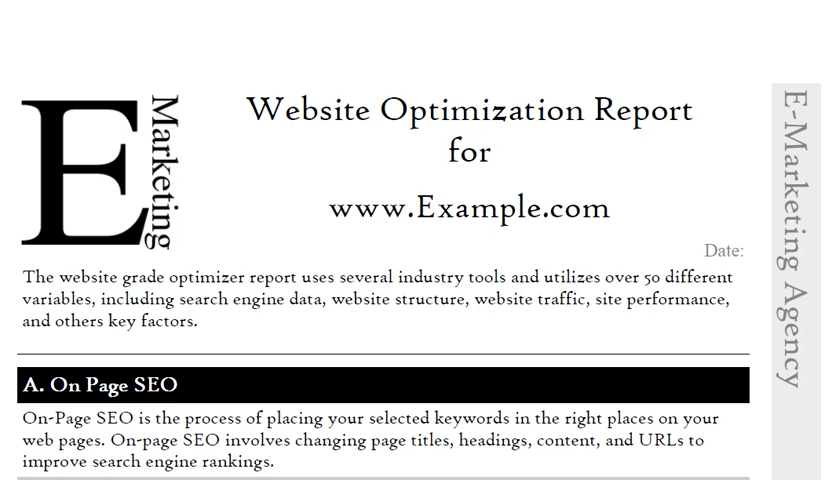 E
Marketing
Website Optimization Report
for
www.Example.com
Date:
The website grade optimizer report uses several industry tools and utilizes over 50 different
variables, including search engine data, website structure, website traffic, site performance,
and others key factors.
A. On Page SEO
On-Page SEO is the process of placing your selected keywords in the right places on your
web pages. On-page SEO involves changing page titles, headings, content, and URLs to
improve search engine rankings.
E-Marketing Agency